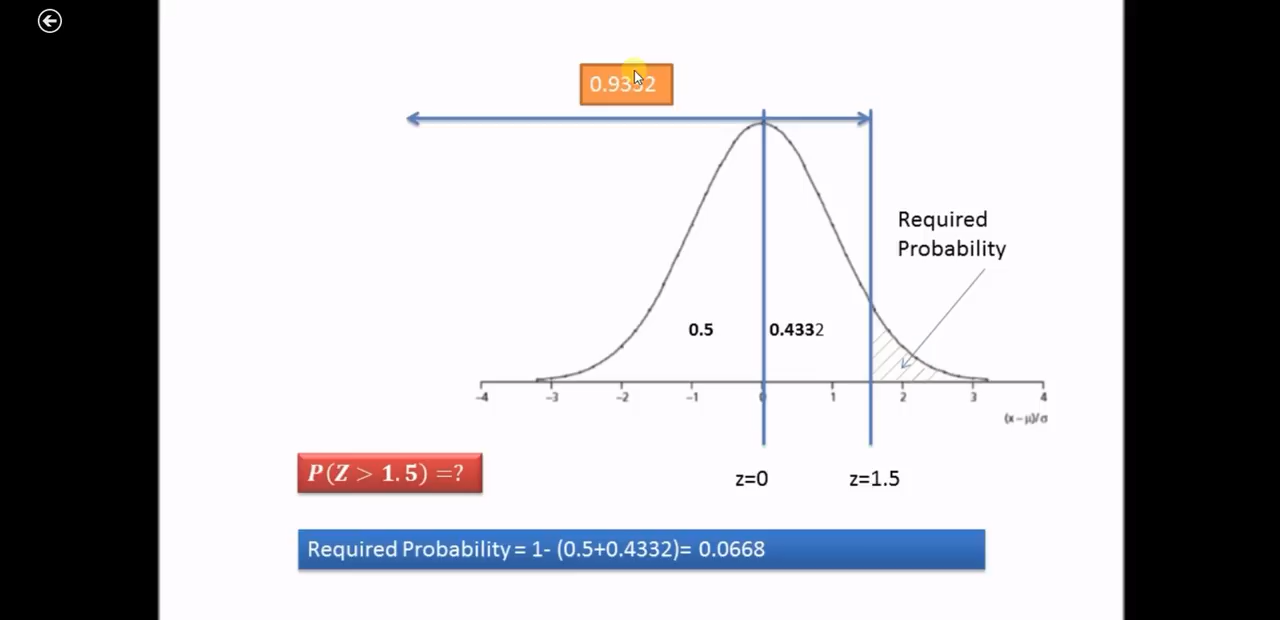 0.9332
Required
Probability
0.5
0.4332
-4 -3 -2 -1 0 1 2 3 4
(x-μ)/σ
P(Z > 1.5) =?
z=0
z=1.5
Required Probability = 1- (0.5+0.4332)= 0.0668